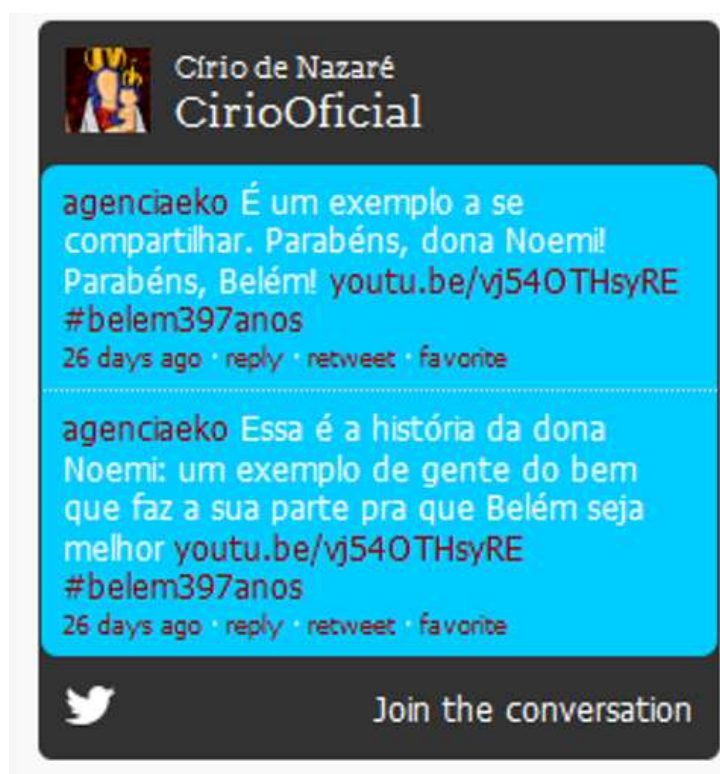 Círio de Nazaré
CirioOficial
agenciaeko É um exemplo a se
compartilhar. Parabéns, dona Noemi!
Parabéns, Belém! youtu.be/vj54OTHsyRE
#belem397anos
26 days ago · reply · retweet · favorite
agenciaeko Essa é a história da dona
Noemi: um exemplo de gente do bem
que faz a sua parte pra que Belém seja
melhor youtu.be/vj54OTHsyRE
#belem397anos
26 days ago · reply · retweet · favorite
Join the conversation